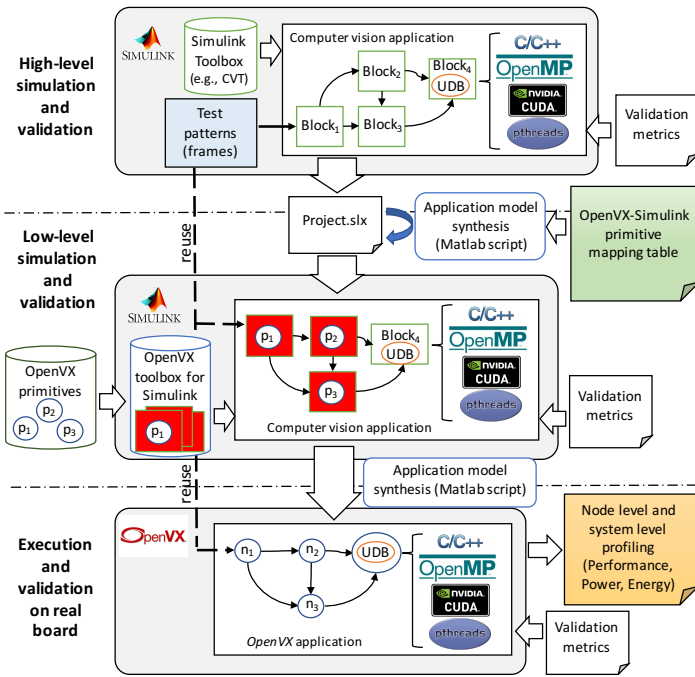 High-level
simulation
and
validation
SIMULINK
Simulink
Toolbox
(e.g., CVT)
Test
patterns
(frames)
Computer vision application
Block1
Block2
Block3
Block4
UDB
C/C++
OpenMP
NVIDIA
CUDA
pthreads
Validation
metrics
reuse
Project.slx
Application model
synthesis
(Matlab script)
OpenVX-Simulink
primitive
mapping table
Low-level
simulation
and
validation
SIMULINK
OpenVX
primitives
p2
p1
p3
OpenVX
toolbox for
Simulink
p1
p1
p2
p3
Block4
UDB
Computer vision application
C/C++
OpenMP
NVIDIA
CUDA
pthreads
Validation
metrics
reuse
Application model
synthesis (Matlab script)
Execution
and
validation
on real
board
OpenVX
n1
n2
n3
UDB
OpenVX application
C/C++
OpenMP
NVIDIA
CUDA
pthreads
Node level
and system
level
profiling
(Performance,
Power, Energy)
Validation
metrics